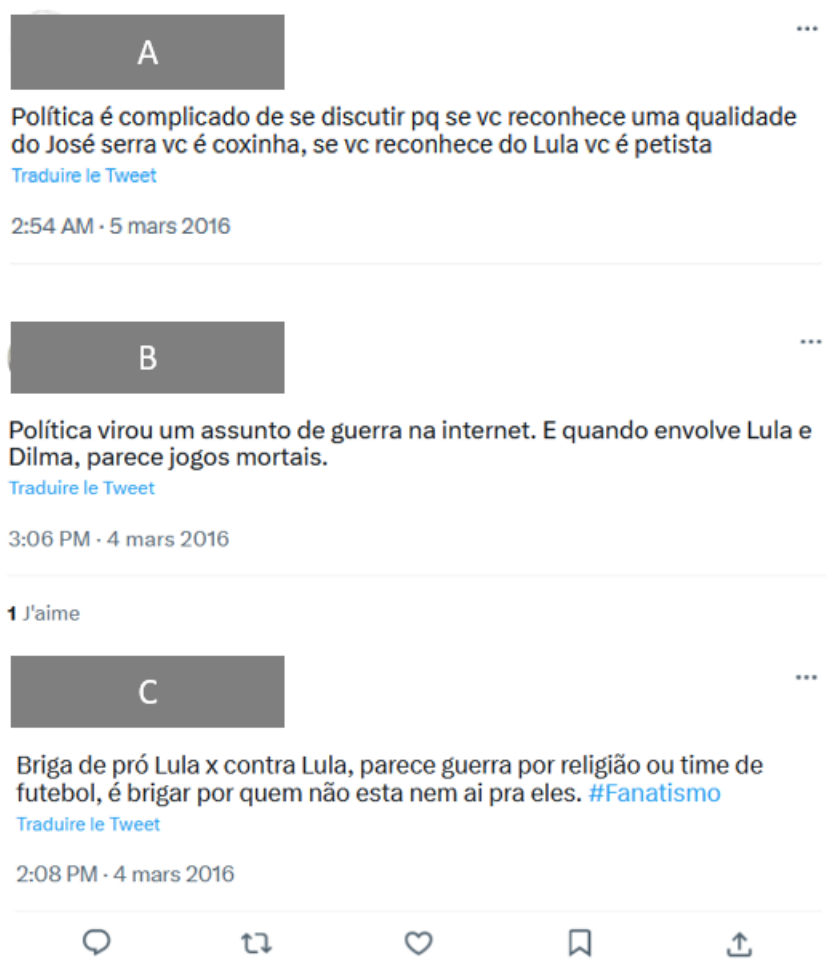 A
Política é complicado de se discutir pq se vc reconhece uma qualidade
do José serra vc é coxinha, se vc reconhece do Lula vc é petista
Traduire le Tweet
2:54 AM · 5 mars 2016
B
Política virou um assunto de guerra na internet. E quando envolve Lula e
Dilma, parece jogos mortais.
Traduire le Tweet
3:06 PM · 4 mars 2016
1 J'aime
C
Briga de pró Lula x contra Lula, parece guerra por religião ou time de
futebol, é brigar por quem não esta nem ai pra eles. #Fanatismo
Traduire le Tweet
2:08 PM · 4 mars 2016